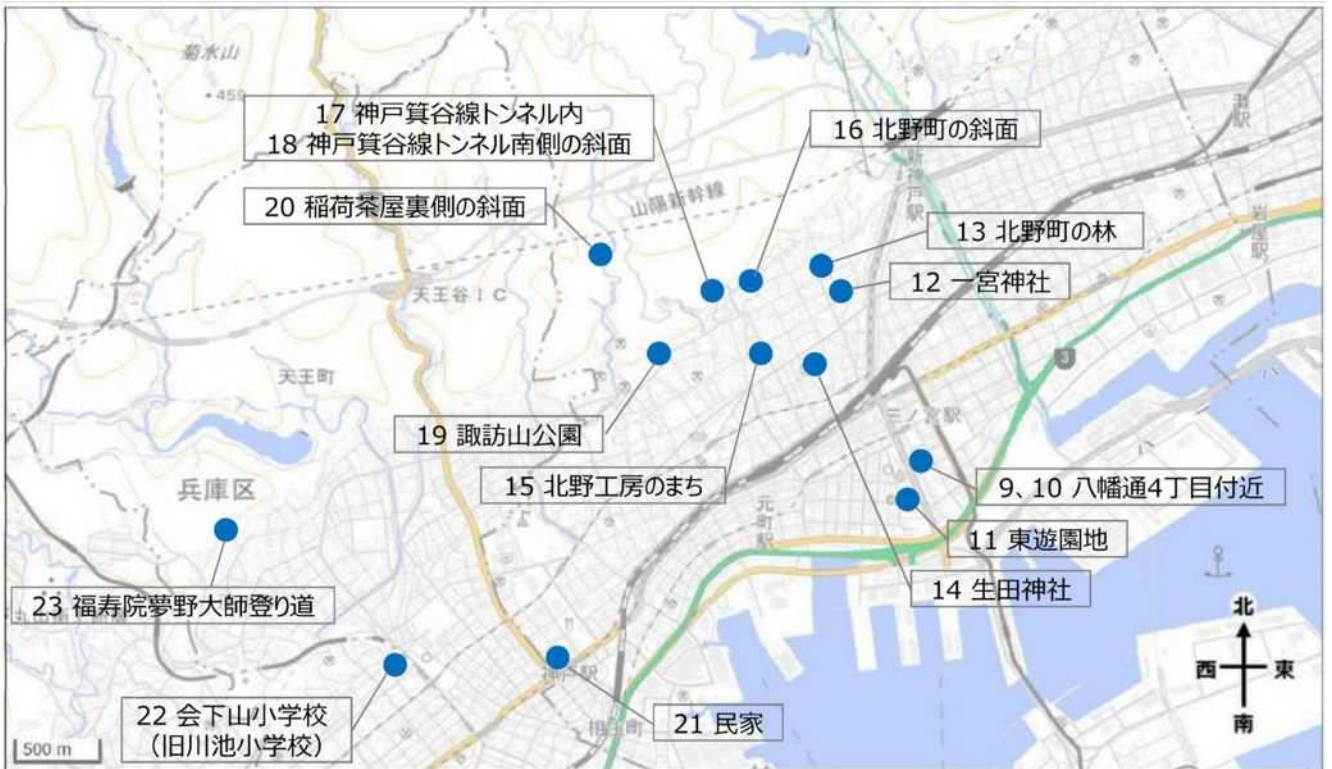 菊水山
・459
17 神戸箕谷線トンネル内
18 神戸箕谷線トンネル南側の斜面
16 北野町の斜面
灘駅
新神戸駅
20 稲荷茶屋裏側の斜面
山陽新幹線
13 北野町の林
岩屋駅
12 一宮神社
天王谷IC
3
天王町
19 諏訪山公園
三ノ宮駅
兵庫区
15 北野工房のまち
元町駅
9、10 八幡通4丁目付近
11 東遊園地
14 生田神社
23 福寿院夢野大師登り道
北
西
東
南
神戸駅
22 会下山小学校
（旧川池小学校）
21 民家
相生町
500 m